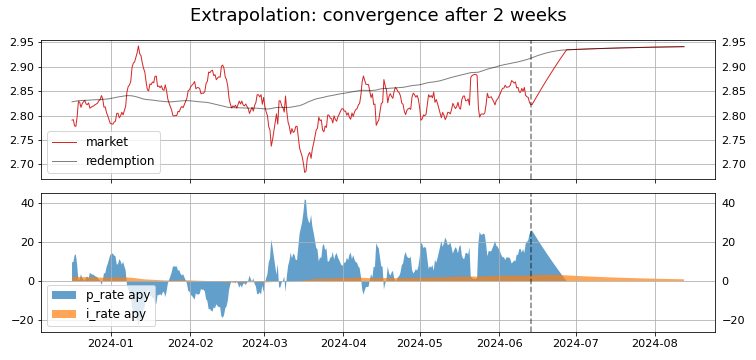 Extrapolation: convergence after 2 weeks
2.95 2.95
2.90 2.90
2.85 2.85
2.80 2.80
2.75 2.75
2.70 2.70
market
redemption
40 40
20 20
0 0
−20 −20
p_rate apy
i_rate apy
2024-01 2024-02 2024-03 2024-04 2024-05 2024-06 2024-07 2024-08